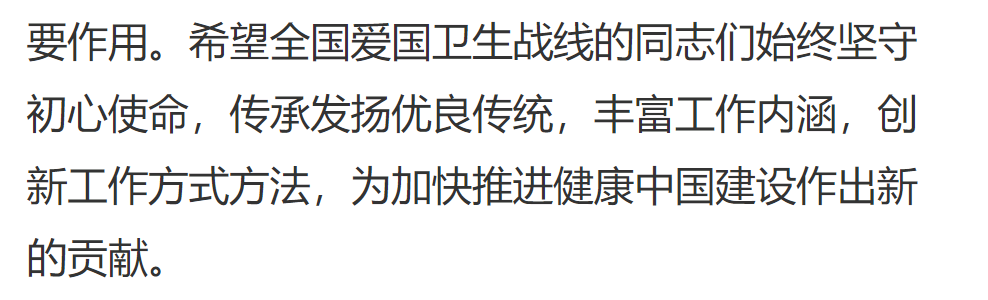 要作用。希望全国爱国卫生战线的同志们始终坚守
初心使命，传承发扬优良传统，丰富工作内涵，创
新工作方式方法，为加快推进健康中国建设作出新
的贡献。